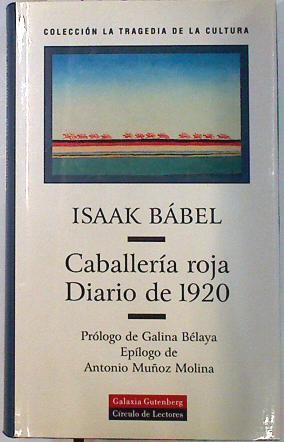 COLECCIÓN LA TRAGEDIA DE LA CULTURA
ISAAK BÁBEL
Caballería roja
Diario de 1920
Prólogo de Galina Bélaya
Epílogo de
Antonio Muñoz Molina
Galaxia Gutenberg
Círculo de Lectores